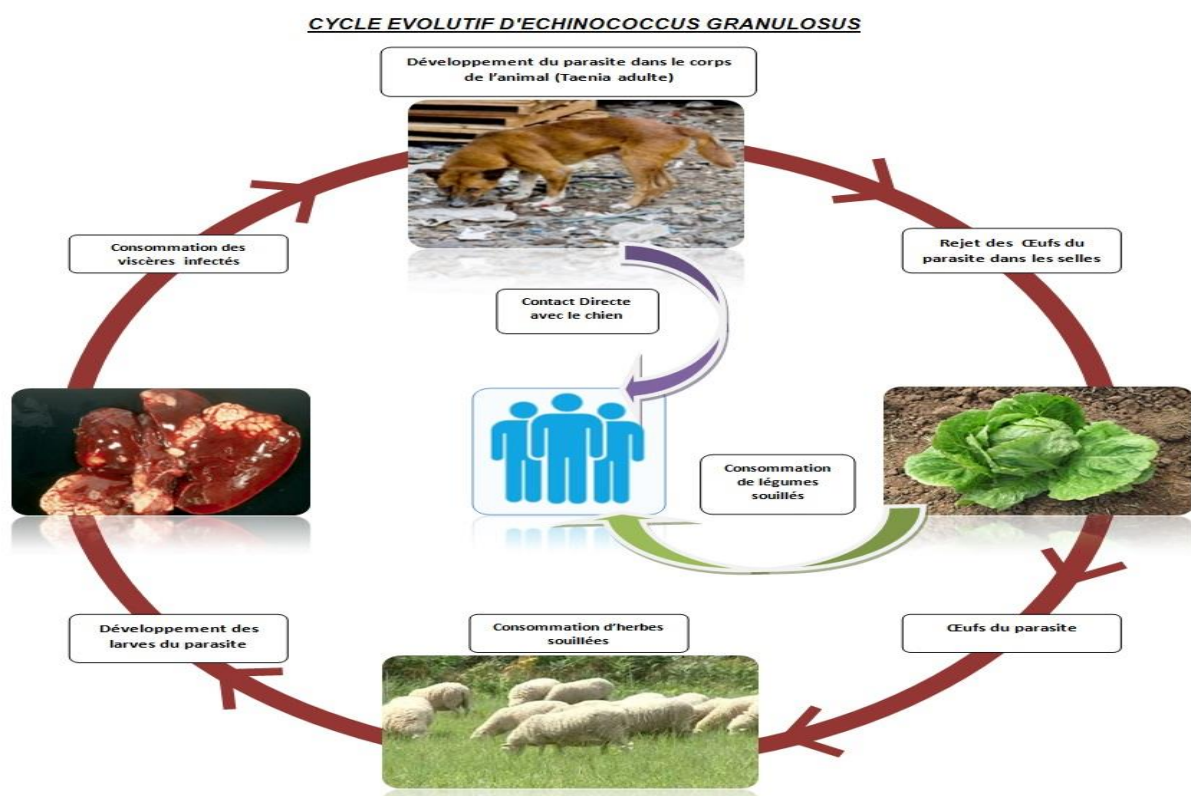 CYCLE EVOLUTIF D'ECHINOCOCCUS GRANULOSUS
Développement du parasite dans le corps
de l'animal (Taenia adulte)
Consommation des
viscères infectés
Rejet des Œufs du
parasite dans les selles
Contact Directe
avec le chien
Consommation
de légumes
souillés
Développement des
larves du parasite
Consommation d'herbes
souillées
Œufs du parasite